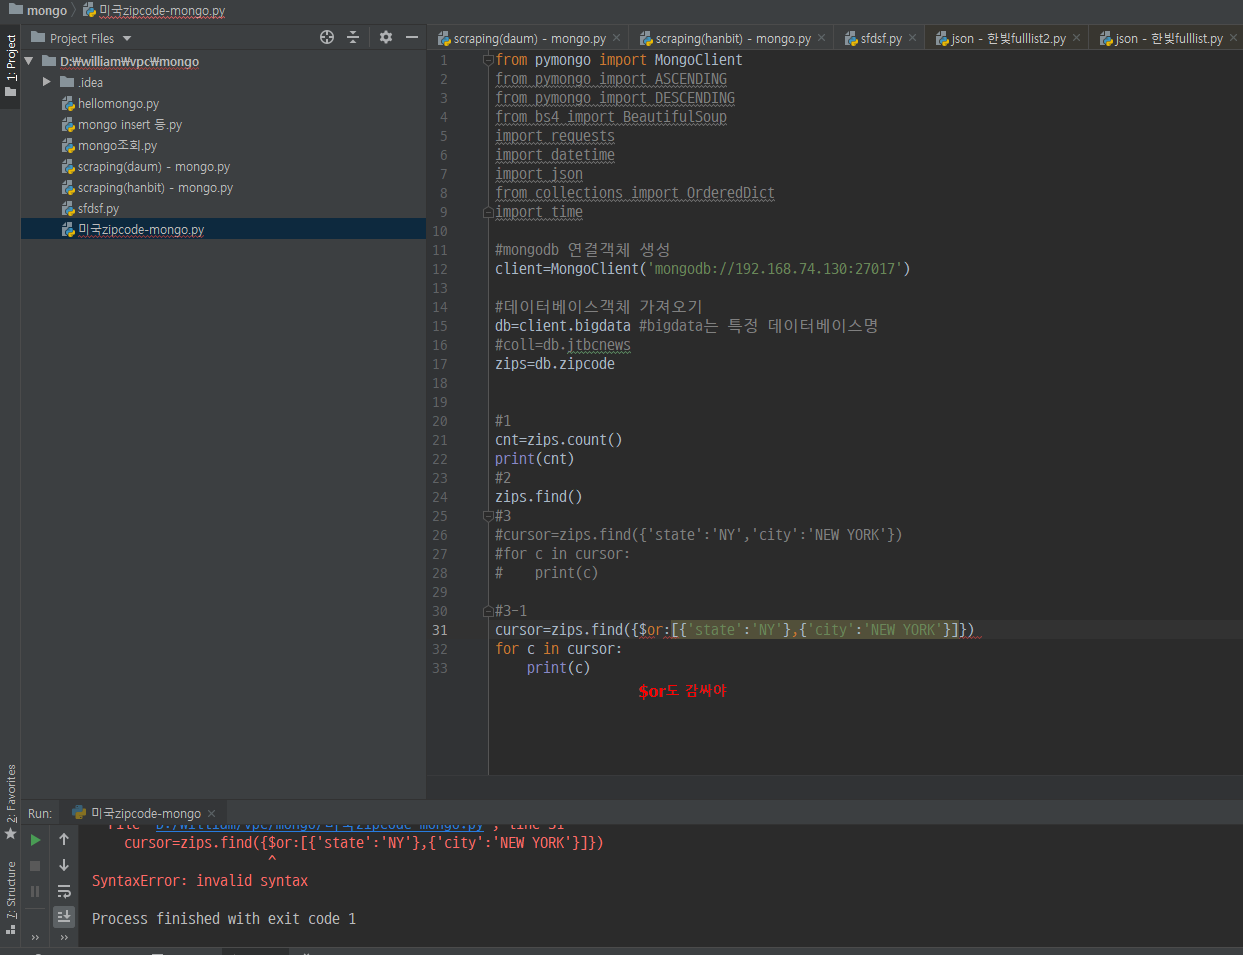 mongo 미국zipcode-mongo.py
1: Project
Project Files
scraping(daum) - mongo.py
scraping(hanbit) - mongo.py
sfdsf.py
json - 한빛fulllist2.py
json - 한빛fulllist.py
D:₩william₩vpc₩mongo
.idea
hellomongo.py
mongo insert 등.py
mongo조회.py
scraping(daum) - mongo.py
scraping(hanbit) - mongo.py
sfdsf.py
미국zipcode-mongo.py
1 from pymongo import MongoClient
2 from pymongo import ASCENDING
3 from pymongo import DESCENDING
4 from bs4 import BeautifulSoup
5 import requests
6 import datetime
7 import json
8 from collections import OrderedDict
9 import time
10
11 #mongodb 연결객체 생성
12 client=MongoClient('mongodb://192.168.74.130:27017')
13
14 #데이터베이스객체 가져오기
15 db=client.bigdata #bigdata는 특정 데이터베이스명
16 #coll=db.jtbcnews
17 zips=db.zipcode
18
19
20 #1
21 cnt=zips.count()
22 print(cnt)
23 #2
24 zips.find()
25 #3
26 #cursor=zips.find({'state':'NY','city':'NEW YORK'})
27 #for c in cursor:
28 #    print(c)
29
30 #3-1
31 cursor=zips.find({$or:[{'state':'NY'},{'city':'NEW YORK'}]})
32 for c in cursor:
33     print(c)
$or도 감싸야
2: Favorites
7: Structure
Run: 미국zipcode-mongo
File "D:/william/vpc/mongo/미국zipcode-mongo.py", line 31
cursor=zips.find({$or:[{'state':'NY'},{'city':'NEW YORK'}]})
^
SyntaxError: invalid syntax
Process finished with exit code 1